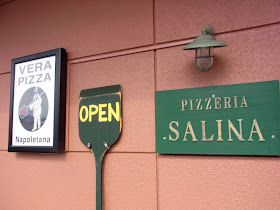 VERA
PIZZA
Napoletana
OPEN
PIZZERIA
.SALINA.